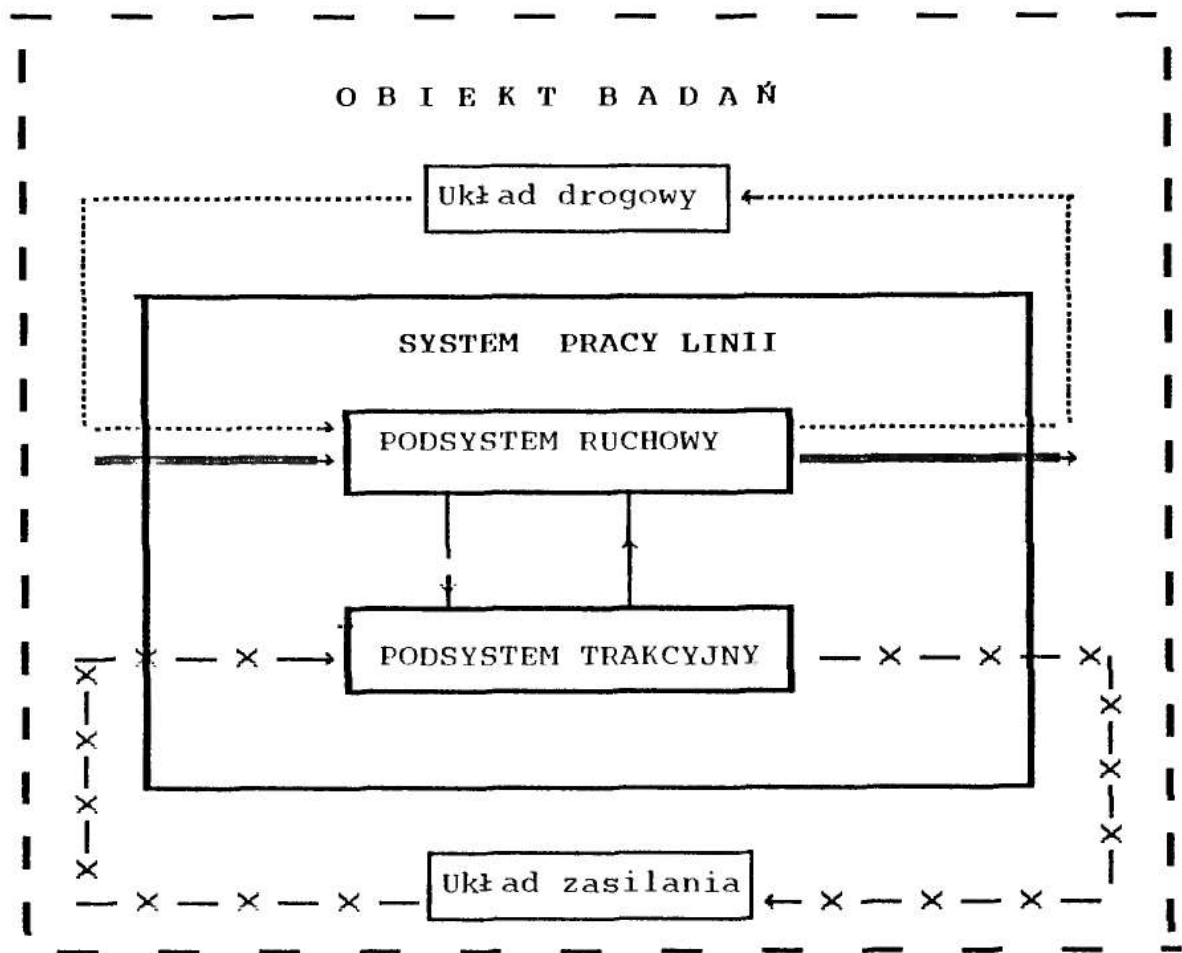 OBIEKT BADAŃ
Układ drogowy
SYSTEM PRACY LINII
PODSYSTEM RUCHOWY
PODSYSTEM TRAKCYJNY
Układ zasilania